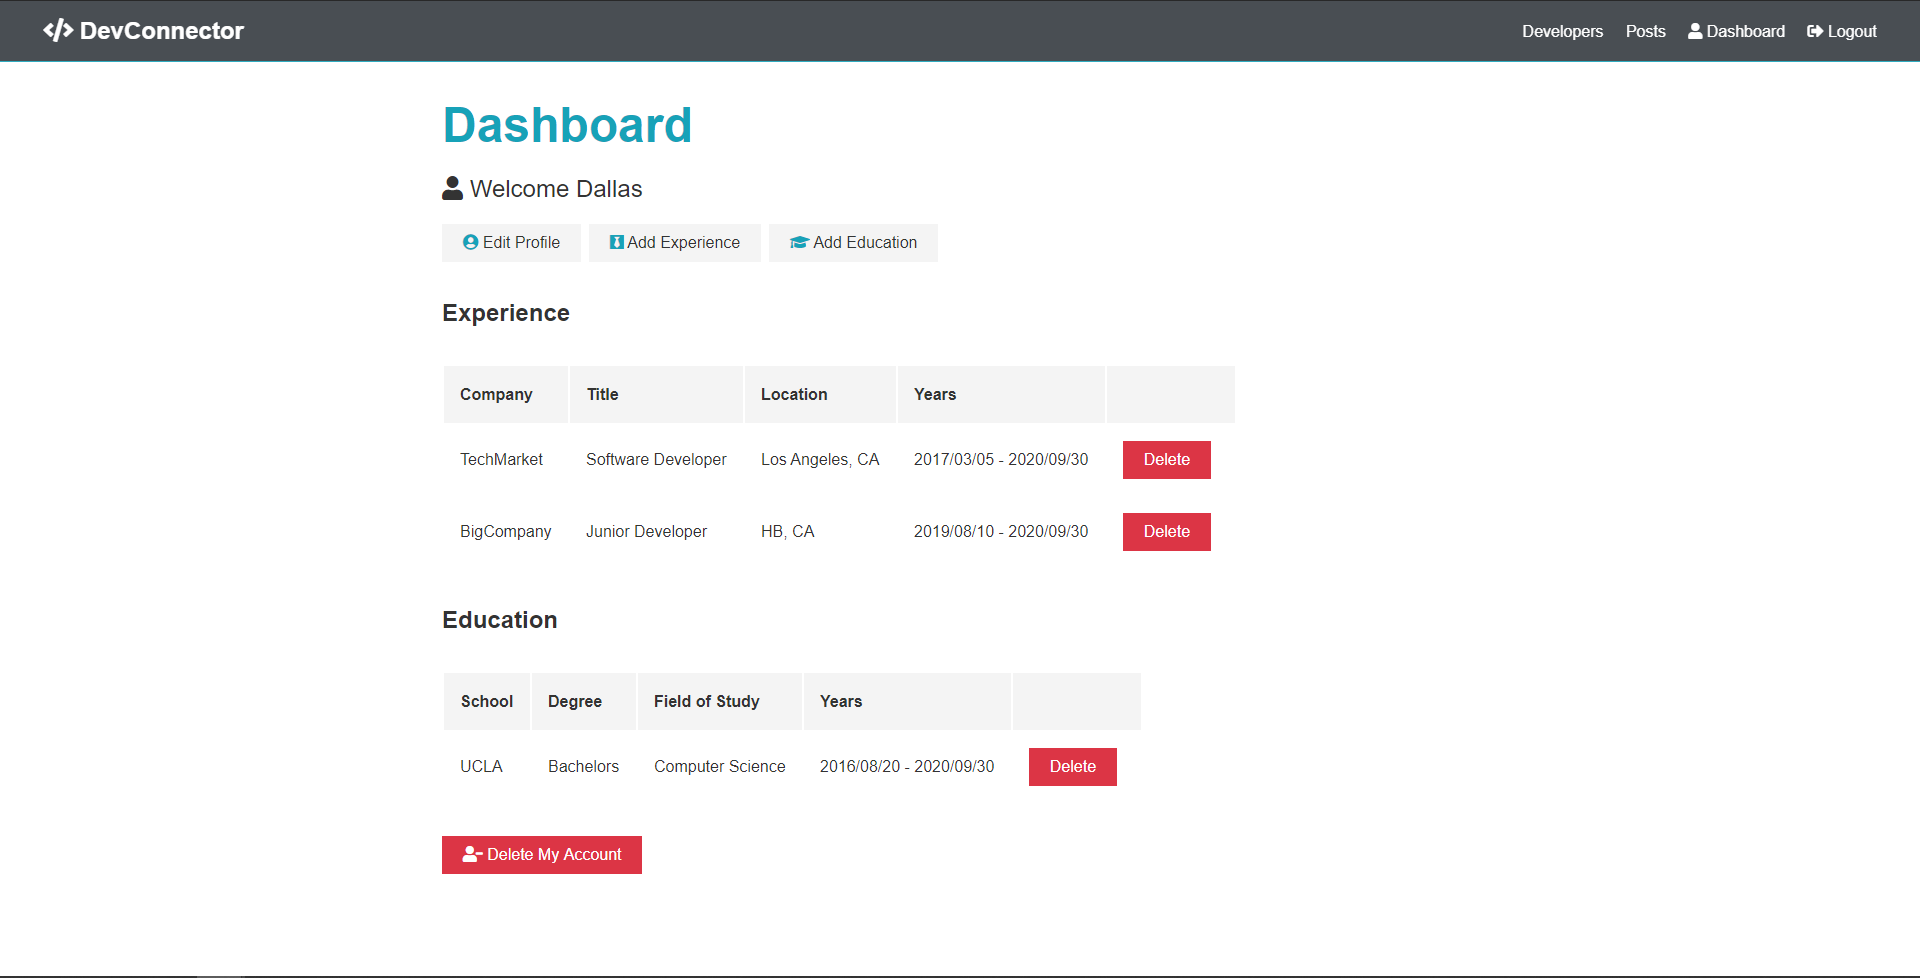 DevConnector
Developers Posts Dashboard Logout
Dashboard
Welcome Dallas
Edit Profile Add Experience Add Education
Experience
Company Title Location Years
TechMarket Software Developer Los Angeles, CA 2017/03/05 - 2020/09/30 Delete
BigCompany Junior Developer HB, CA 2019/08/10 - 2020/09/30 Delete
Education
School Degree Field of Study Years
UCLA Bachelors Computer Science 2016/08/20 - 2020/09/30 Delete
Delete My Account